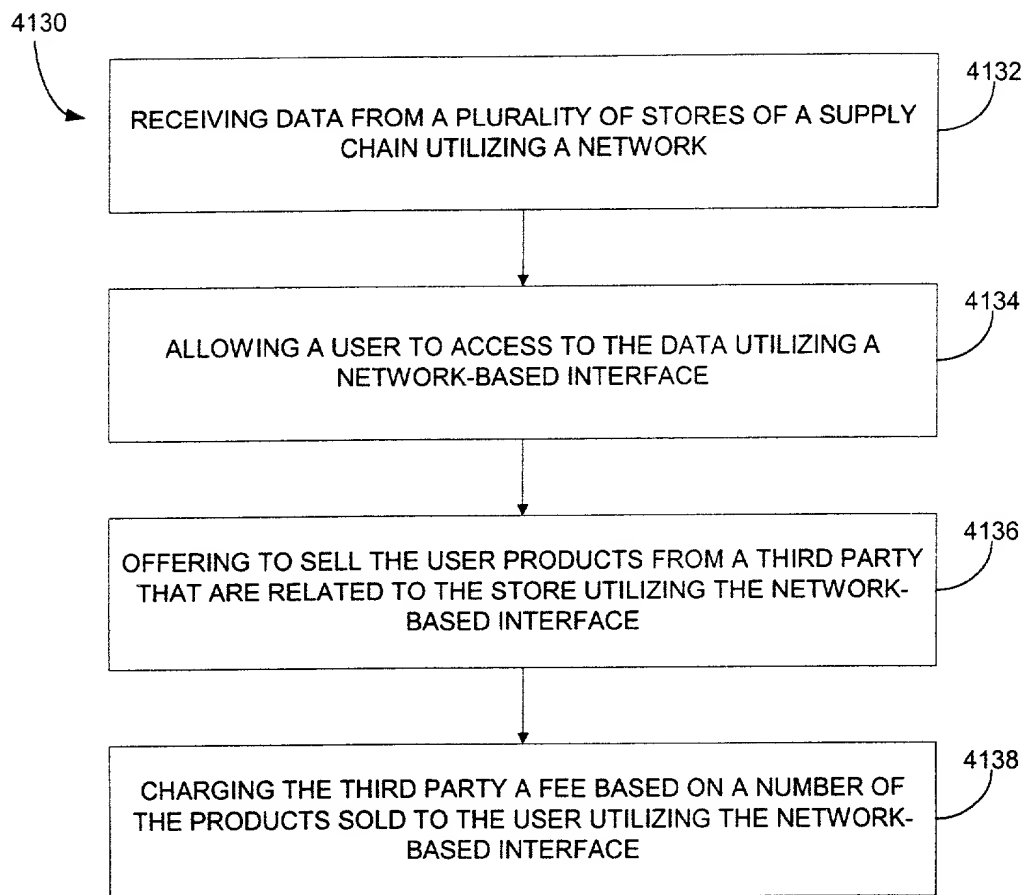 4130
4132
RECEIVING DATA FROM A PLURALITY OF STORES OF A SUPPLY
CHAIN UTILIZING A NETWORK
4134
ALLOWING A USER TO ACCESS TO THE DATA UTILIZING A
NETWORK-BASED INTERFACE
4136
OFFERING TO SELL THE USER PRODUCTS FROM A THIRD PARTY
THAT ARE RELATED TO THE STORE UTILIZING THE NETWORK-
BASED INTERFACE
4138
CHARGING THE THIRD PARTY A FEE BASED ON A NUMBER OF
THE PRODUCTS SOLD TO THE USER UTILIZING THE NETWORK-
BASED INTERFACE